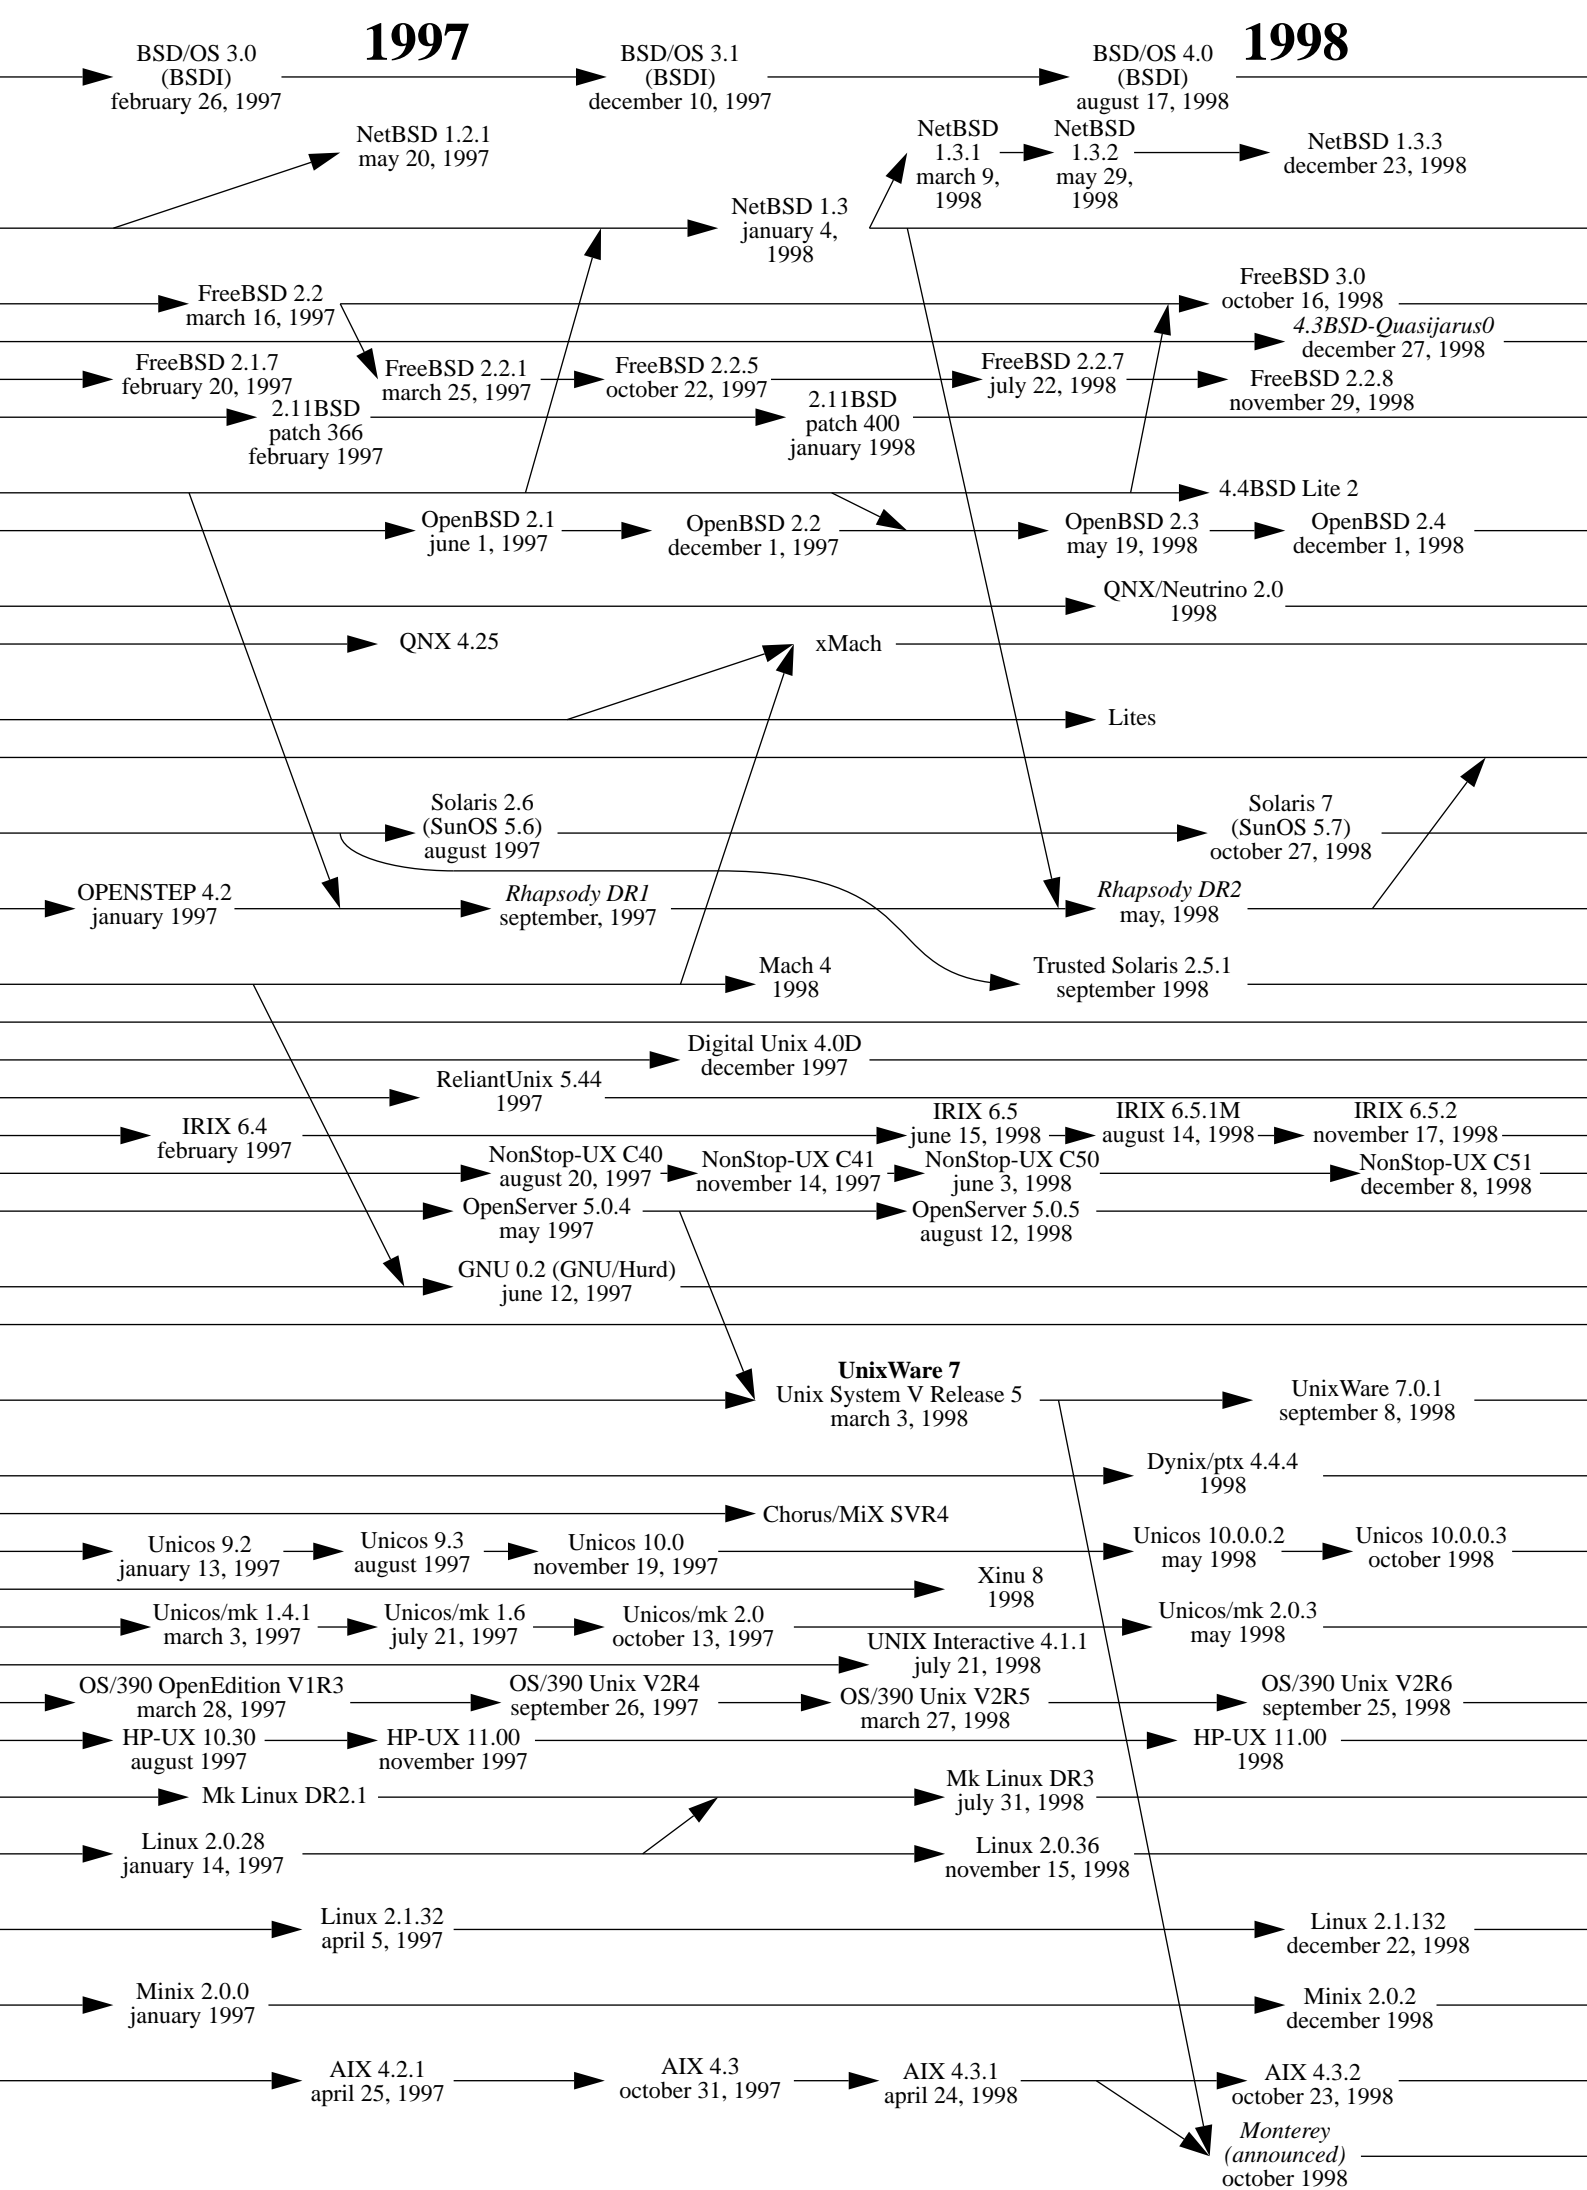 1997
1998
BSD/OS 3.0
(BSDI)
february 26, 1997
BSD/OS 3.1
(BSDI)
december 10, 1997
BSD/OS 4.0
(BSDI)
august 17, 1998
NetBSD 1.2.1
may 20, 1997
NetBSD
1.3.1
march 9,
1998
NetBSD
1.3.2
may 29,
1998
NetBSD 1.3.3
december 23, 1998
NetBSD 1.3
january 4,
1998
FreeBSD 2.2
march 16, 1997
FreeBSD 3.0
october 16, 1998
4.3BSD-Quasijarus0
december 27, 1998
FreeBSD 2.1.7
february 20, 1997
FreeBSD 2.2.1
march 25, 1997
FreeBSD 2.2.5
october 22, 1997
FreeBSD 2.2.7
july 22, 1998
FreeBSD 2.2.8
november 29, 1998
2.11BSD
patch 366
february 1997
2.11BSD
patch 400
january 1998
4.4BSD Lite 2
OpenBSD 2.1
june 1, 1997
OpenBSD 2.2
december 1, 1997
OpenBSD 2.3
may 19, 1998
OpenBSD 2.4
december 1, 1998
QNX/Neutrino 2.0
1998
QNX 4.25
xMach
Lites
Solaris 2.6
(SunOS 5.6)
august 1997
Solaris 7
(SunOS 5.7)
october 27, 1998
OPENSTEP 4.2
january 1997
Rhapsody DR1
september, 1997
Rhapsody DR2
may, 1998
Mach 4
1998
Trusted Solaris 2.5.1
september 1998
Digital Unix 4.0D
december 1997
ReliantUnix 5.44
1997
IRIX 6.4
february 1997
IRIX 6.5
june 15, 1998
IRIX 6.5.1M
august 14, 1998
IRIX 6.5.2
november 17, 1998
NonStop-UX C40
august 20, 1997
NonStop-UX C41
november 14, 1997
NonStop-UX C50
june 3, 1998
NonStop-UX C51
december 8, 1998
OpenServer 5.0.4
may 1997
OpenServer 5.0.5
august 12, 1998
GNU 0.2 (GNU/Hurd)
june 12, 1997
UnixWare 7
Unix System V Release 5
march 3, 1998
UnixWare 7.0.1
september 8, 1998
Dynix/ptx 4.4.4
1998
Chorus/MiX SVR4
Unicos 9.2
january 13, 1997
Unicos 9.3
august 1997
Unicos 10.0
november 19, 1997
Unicos 10.0.0.2
may 1998
Unicos 10.0.0.3
october 1998
Xinu 8
1998
Unicos/mk 1.4.1
march 3, 1997
Unicos/mk 1.6
july 21, 1997
Unicos/mk 2.0
october 13, 1997
Unicos/mk 2.0.3
may 1998
UNIX Interactive 4.1.1
july 21, 1998
OS/390 OpenEdition V1R3
march 28, 1997
OS/390 Unix V2R4
september 26, 1997
OS/390 Unix V2R5
march 27, 1998
OS/390 Unix V2R6
september 25, 1998
HP-UX 10.30
august 1997
HP-UX 11.00
november 1997
HP-UX 11.00
1998
Mk Linux DR2.1
Mk Linux DR3
july 31, 1998
Linux 2.0.28
january 14, 1997
Linux 2.0.36
november 15, 1998
Linux 2.1.32
april 5, 1997
Linux 2.1.132
december 22, 1998
Minix 2.0.0
january 1997
Minix 2.0.2
december 1998
AIX 4.2.1
april 25, 1997
AIX 4.3
october 31, 1997
AIX 4.3.1
april 24, 1998
AIX 4.3.2
october 23, 1998
Monterey
(announced)
october 1998